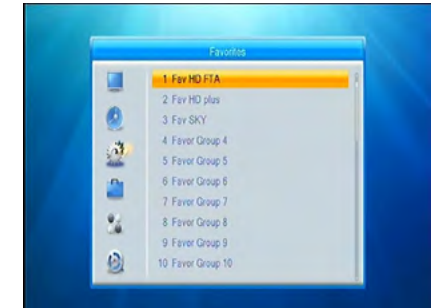 Favorites
1 Fav HD FTA
2 Fav HD plus
3 Fav SKY
4 Favor Group 4
5 Favor Group 5
6 Favor Group 6
7 Favor Group 7
8 Favor Group 8
9 Favor Group 9
10 Favor Group 10